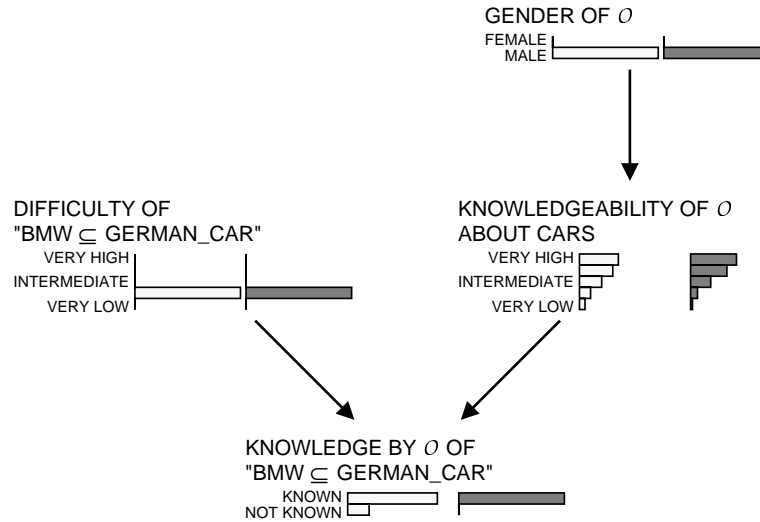 GENDER OF O
FEMALE
MALE
DIFFICULTY OF
"BMW ⊆ GERMAN_CAR"
VERY HIGH
INTERMEDIATE
VERY LOW
KNOWLEDGEABILITY OF O
ABOUT CARS
VERY HIGH
INTERMEDIATE
VERY LOW
KNOWLEDGE BY O OF
"BMW ⊆ GERMAN_CAR"
KNOWN
NOT KNOWN